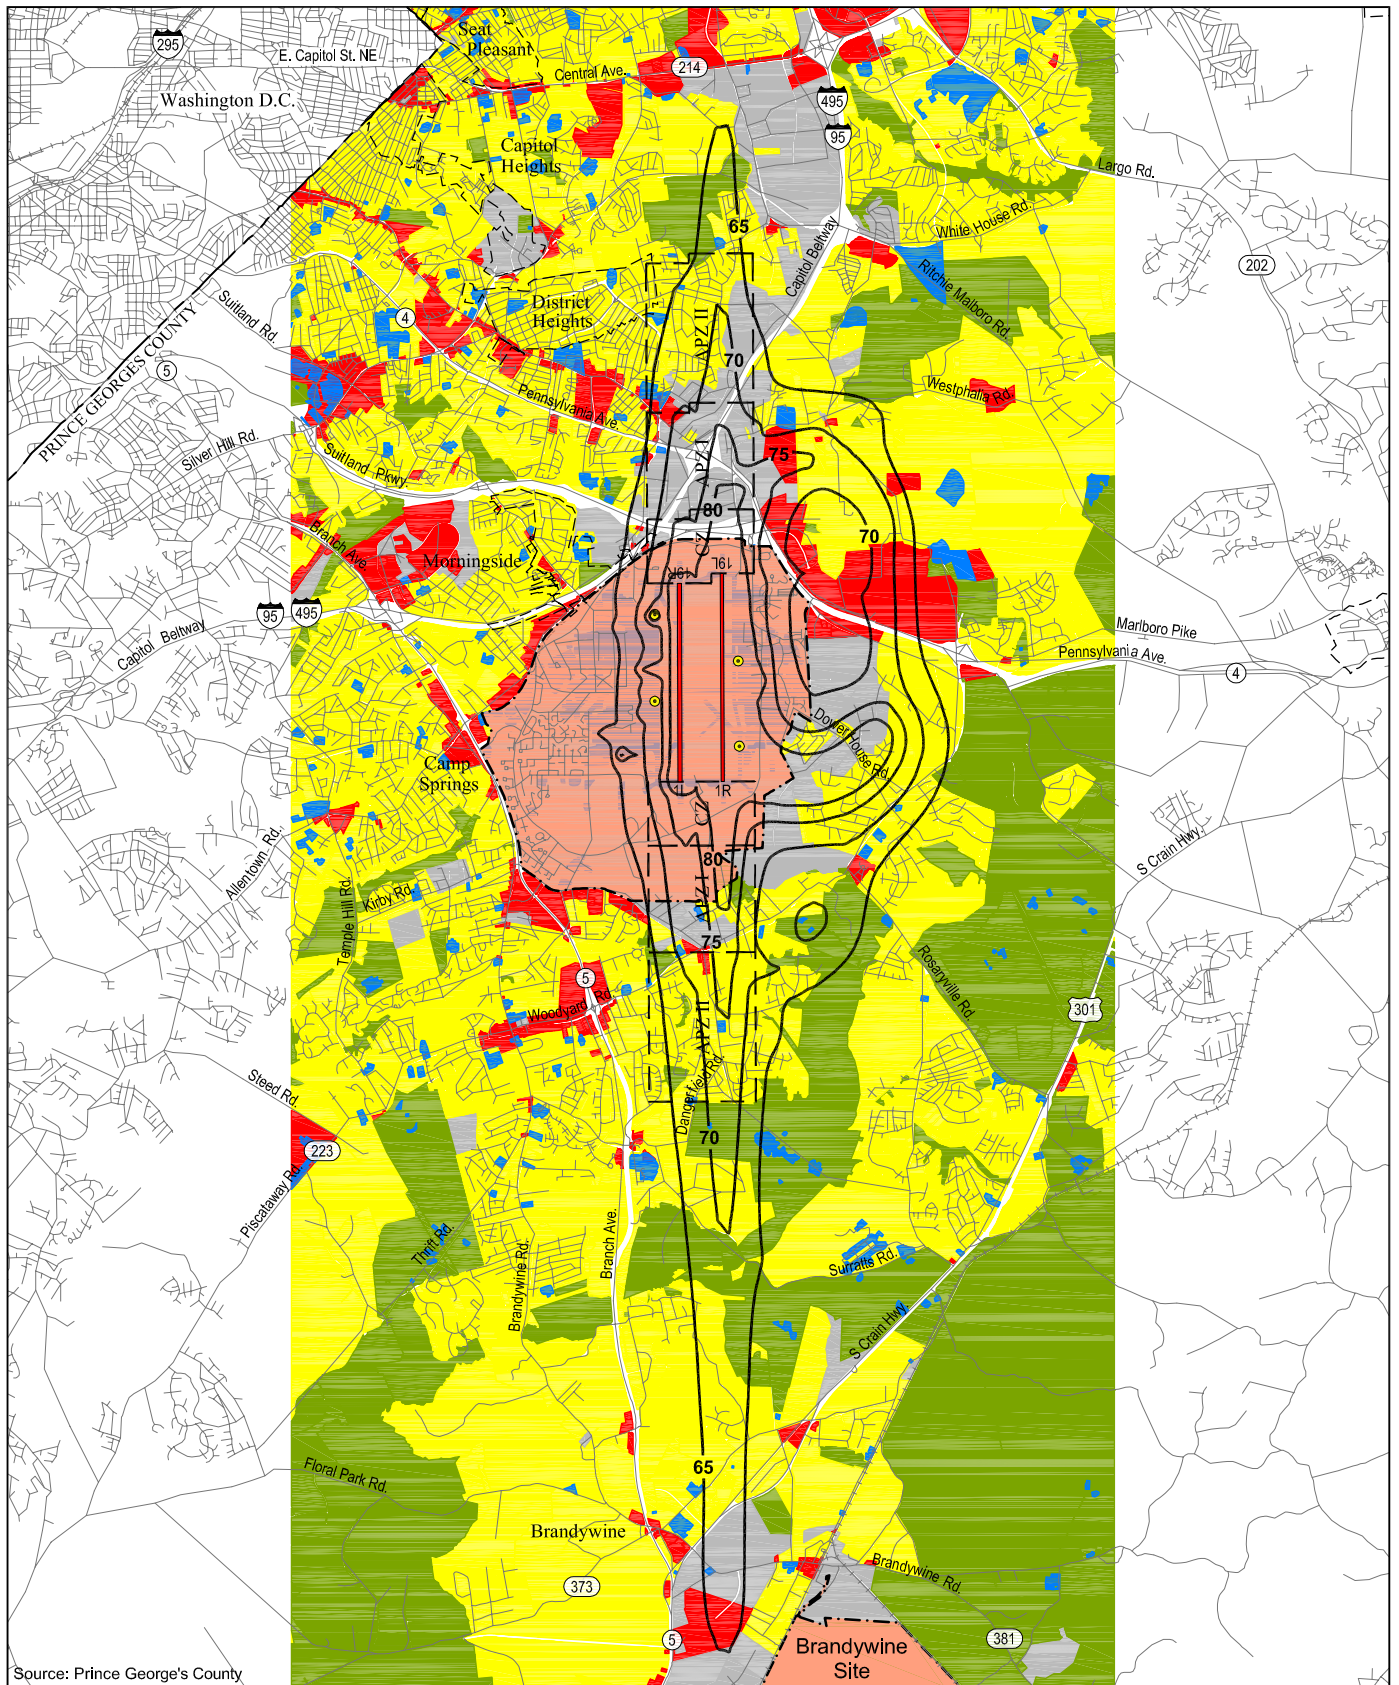 Seat
Pleasant
295
E. Capitol St. NE
Central Ave.
214
Washington D.C.
495
95
Capitol
Heights
Largo Rd.
65
White House Rd.
Capitol Beltway
202
Ritchie Malboro Rd.
Suitland Rd.
District
Heights
4
PRINCE GEORGES COUNTY
5
APZ II
70
Westphalla Rd.
Pennsylvania Ave.
Silver Hill Rd.
Suitland Pkwy
APZ I
75
80
Branch Ave
Morningside
CZ
70
19R
19L
95
495
Capitol Beltway
Marlboro Pike
Pennsylvania Ave.
4
Dower House Rd.
Camp
Springs
1R
CZ
S Crain Hwy.
Allentown Rd.
80
Kirby Rd.
APZ I
Temple Hill Rd.
75
Rosaryville Rd.
5
301
Woodyard Rd.
APZ II
Dangerfield Rd.
Steed Rd.
70
223
Piscataway Rd.
Thrift Rd.
Brandywine Rd.
Branch Ave.
Surratts Rd.
S Crain Hwy.
65
Floral Park Rd.
Brandywine
Brandywine Rd.
373
5
381
Brandywine
Site
Source: Prince George's County